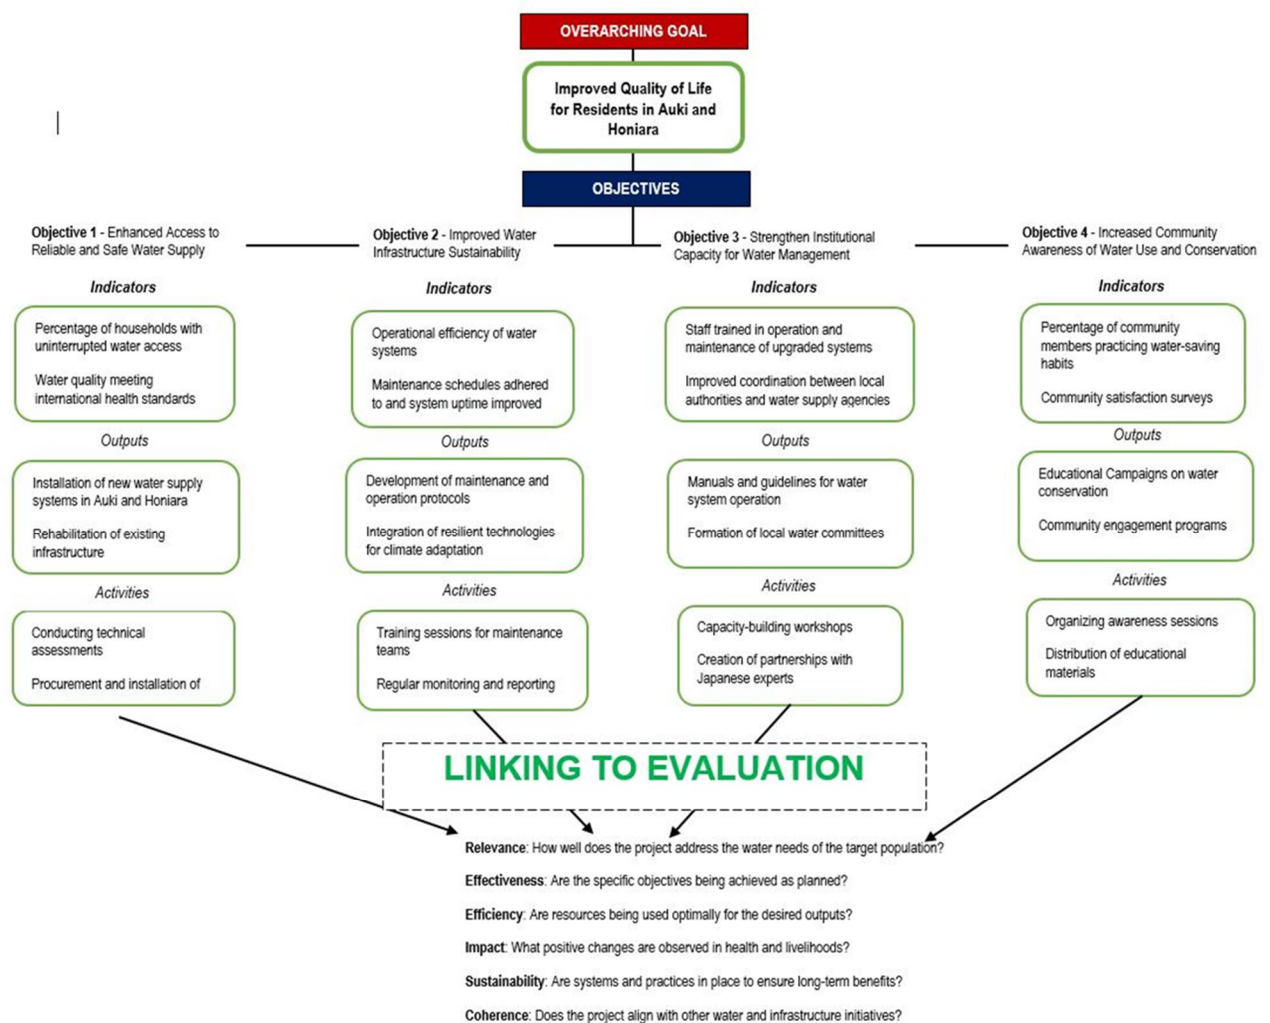 OVERARCHING GOAL
Improved Quality of Life
for Residents in Auki and
Honiara
OBJECTIVES
Objective 1 - Enhanced Access to
Reliable and Safe Water Supply
Indicators
Percentage of households with
uninterrupted water access
Water quality meeting
international health standards
Outputs
Installation of new water supply
systems in Auki and Honiara
Rehabilitation of existing
infrastructure
Activities
Conducting technical
assessments
Procurement and installation of
Objective 2 - Improved Water
Infrastructure Sustainability
Indicators
Operational efficiency of water
systems
Maintenance schedules adhered
to and system uptime improved
Outputs
Development of maintenance and
operation protocols
Integration of resilient technologies
for climate adaptation
Activities
Training sessions for maintenance
teams
Regular monitoring and reporting
Objective 3 - Strengthen Institutional
Capacity for Water Management
Indicators
Staff trained in operation and
maintenance of upgraded systems
Improved coordination between local
authorities and water supply agencies
Outputs
Manuals and guidelines for water
system operation
Formation of local water committees
Activities
Capacity-building workshops
Creation of partnerships with
Japanese experts
Objective 4 - Increased Community
Awareness of Water Use and Conservation
Indicators
Percentage of community
members practicing water-saving
habits
Community satisfaction surveys
Outputs
Educational Campaigns on water
conservation
Community engagement programs
Activities
Organizing awareness sessions
Distribution of educational
materials
LINKING TO EVALUATION
Relevance: How well does the project address the water needs of the target population?
Effectiveness: Are the specific objectives being achieved as planned?
Efficiency: Are resources being used optimally for the desired outputs?
Impact: What positive changes are observed in health and livelihoods?
Sustainability: Are systems and practices in place to ensure long-term benefits?
Coherence: Does the project align with other water and infrastructure initiatives?